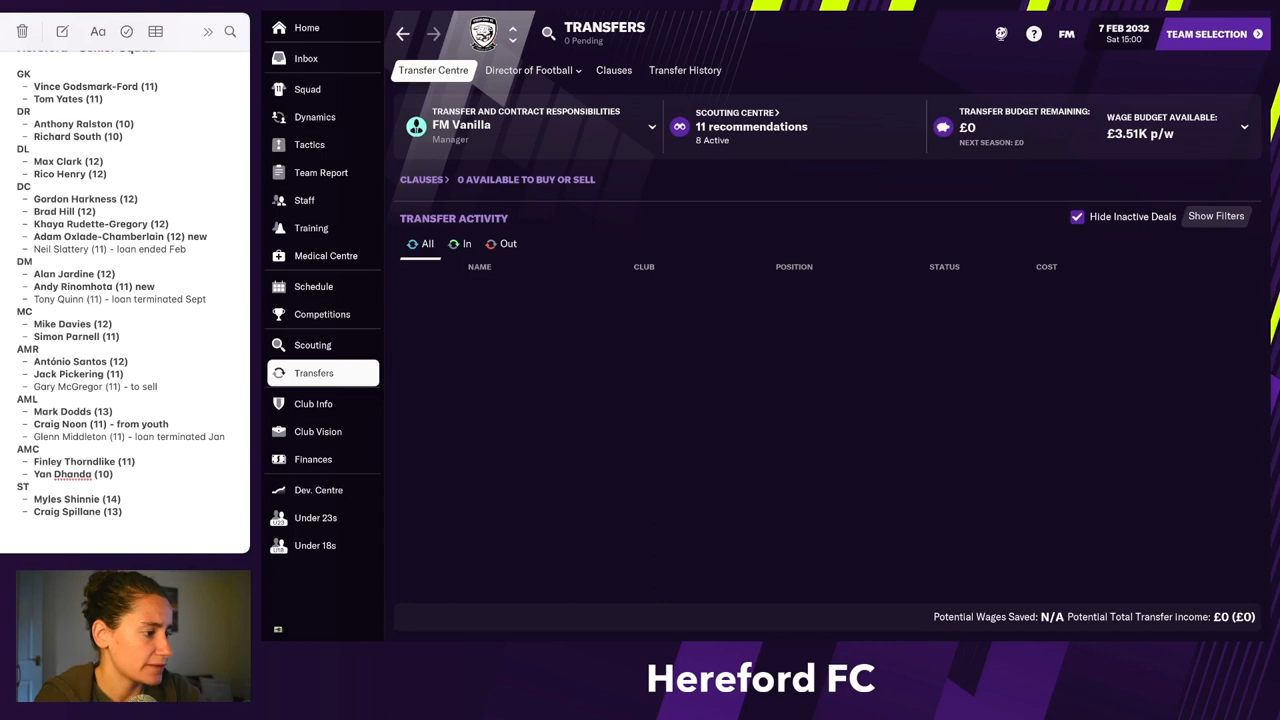 Aa
Hereford - Senior Squad
GK
– Vince Godsmark-Ford (11)
– Tom Yates (11)
DR
– Anthony Ralston (10)
– Richard South (10)
DL
– Max Clark (12)
– Rico Henry (12)
DC
– Gordon Harkness (12)
– Brad Hill (12)
– Khaya Rudette-Gregory (12)
– Adam Oxlade-Chamberlain (12) new
– Neil Slattery (11) - loan ended Feb
DM
– Alan Jardine (12)
– Andy Rinomhota (11) new
– Tony Quinn (11) - loan terminated Sept
MC
– Mike Davies (12)
– Simon Parnell (11)
AMR
– António Santos (12)
– Jack Pickering (11)
– Gary McGregor (11) - to sell
AML
– Mark Dodds (13)
– Craig Noon (11) - from youth
– Glenn Middleton (11) - loan terminated Jan
AMC
– Finley Thorndlike (11)
– Yan Dhanda (10)
ST
– Myles Shinnie (14)
– Craig Spillane (13)
Home
Inbox
Squad
Dynamics
Tactics
Team Report
Staff
Training
Medical Centre
Schedule
Competitions
Scouting
Transfers
Club Info
Club Vision
Finances
Dev. Centre
U23 Under 23s
U18 Under 18s
TRANSFERS
0 Pending
? FM
7 FEB 2032
Sat 15:00
TEAM SELECTION
Transfer Centre Director of Football Clauses Transfer History
TRANSFER AND CONTRACT RESPONSIBILITIES
FM Vanilla
Manager
SCOUTING CENTRE>
11 recommendations
8 Active
TRANSFER BUDGET REMAINING:
£0
NEXT SEASON: £0
WAGE BUDGET AVAILABLE:
£3.51K p/w
CLAUSES> 0 AVAILABLE TO BUY OR SELL
TRANSFER ACTIVITY
Hide Inactive Deals Show Filters
All In Out
NAME CLUB POSITION STATUS COST
Potential Wages Saved: N/A Potential Total Transfer Income: £0 (£0)
Hereford FC